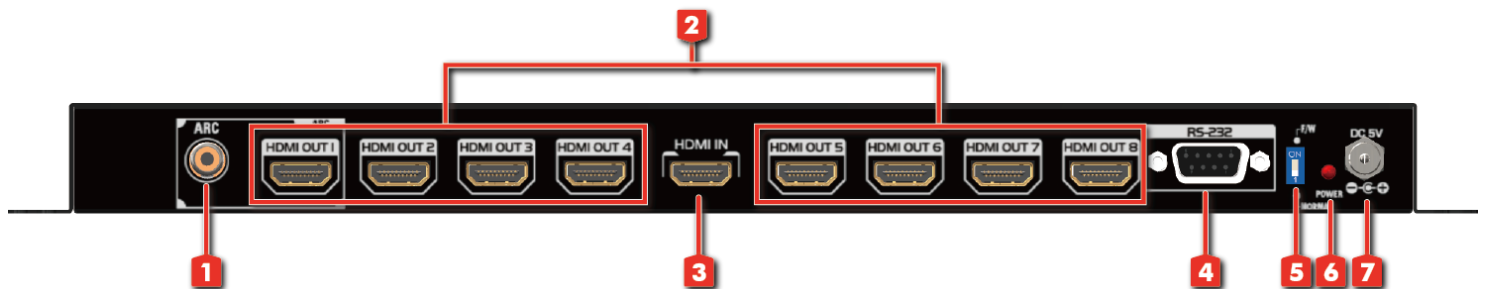 2
ARC
HDMI OUT 1
HDMI OUT 2
HDMI OUT 3
HDMI OUT 4
HDMI IN
HDMI OUT 5
HDMI OUT 6
HDMI OUT 7
HDMI OUT 8
RS-232
F/W
ON
1
POWER
DC 5V
1
3
4
5
6
7